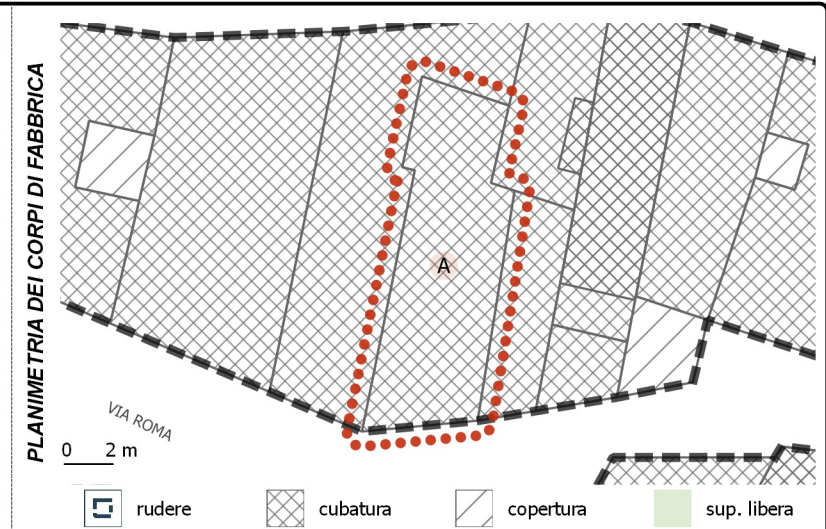 PLANIMETRIA DEI CORPI DI FABBRICA
A
VIA ROMA
0 2 m
rudere cubatura copertura sup. libera